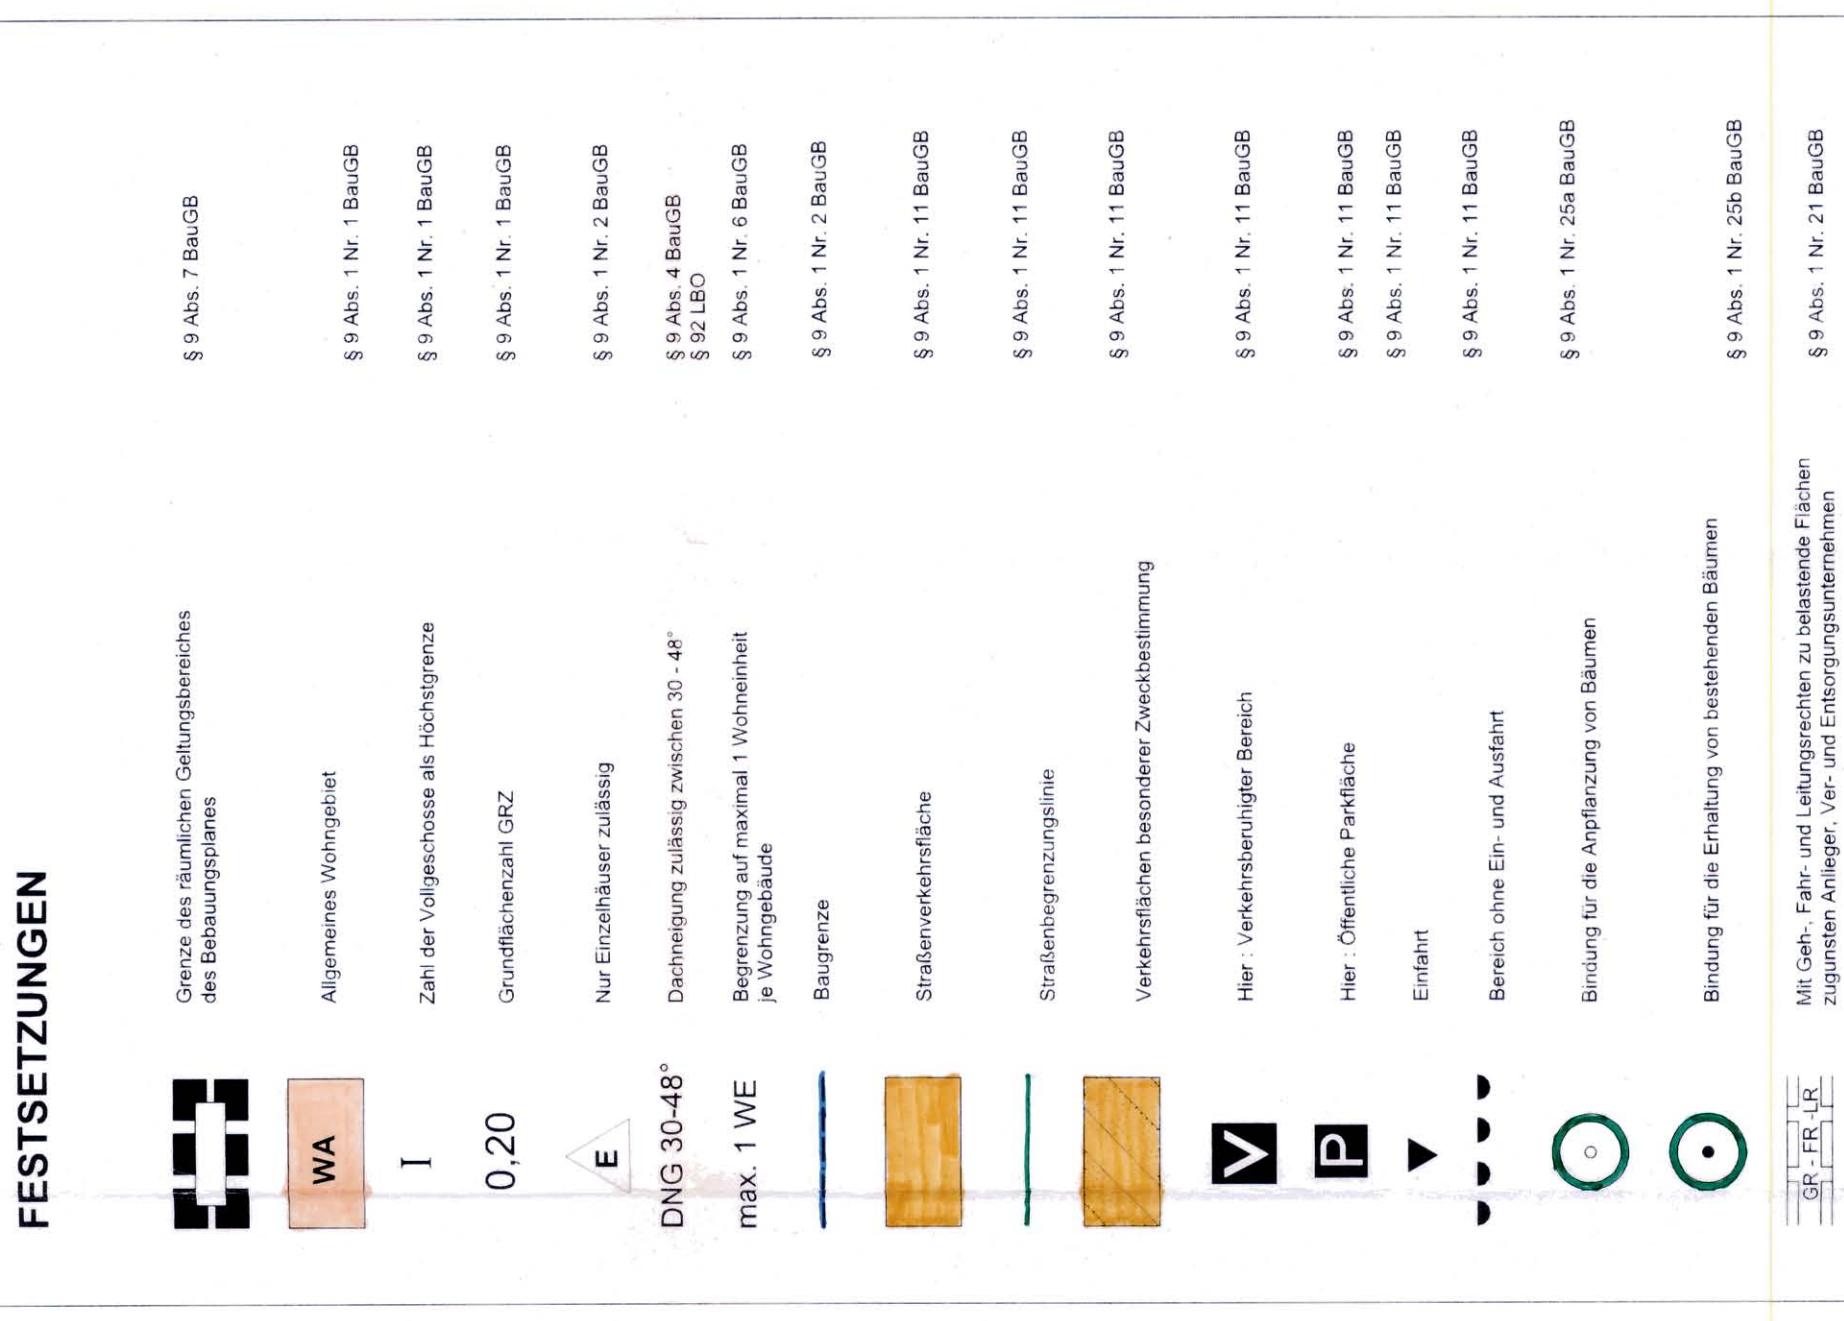 FESTSETZUNGEN
Grenze des räumlichen Geltungsbereiches
des Bebauungsplanes
§ 9 Abs. 7 BauGB
WA
Allgemeines Wohngebiet
§ 9 Abs. 1 Nr. 1 BauGB
I
Zahl der Vollgeschosse als Höchstgrenze
§ 9 Abs. 1 Nr. 1 BauGB
0,20
Grundflächenzahl GRZ
§ 9 Abs. 1 Nr. 1 BauGB
E
Nur Einzelhäuser zulässig
§ 9 Abs. 1 Nr. 2 BauGB
DNG 30-48°
Dachneigung zulässig zwischen 30 - 48°
§ 9 Abs. 4 BauGB
§ 92 LBO
max. 1 WE
Begrenzung auf maximal 1 Wohneinheit
je Wohngebäude
§ 9 Abs. 1 Nr. 6 BauGB
Baugrenze
§ 9 Abs. 1 Nr. 2 BauGB
Straßenverkehrsfläche
§ 9 Abs. 1 Nr. 11 BauGB
Straßenbegrenzungslinie
§ 9 Abs. 1 Nr. 11 BauGB
Verkehrsflächen besonderer Zweckbestimmung
§ 9 Abs. 1 Nr. 11 BauGB
V
Hier : Verkehrsberuhigter Bereich
§ 9 Abs. 1 Nr. 11 BauGB
P
Hier : Öffentliche Parkfläche
§ 9 Abs. 1 Nr. 11 BauGB
Einfahrt
§ 9 Abs. 1 Nr. 11 BauGB
Bereich ohne Ein- und Ausfahrt
§ 9 Abs. 1 Nr. 11 BauGB
Bindung für die Anpflanzung von Bäumen
§ 9 Abs. 1 Nr. 25a BauGB
Bindung für die Erhaltung von bestehenden Bäumen
§ 9 Abs. 1 Nr. 25b BauGB
GR - FR -LR
Mit Geh-, Fahr- und Leitungsrechten zu belastende Flächen
zugunsten Anlieger, Ver- und Entsorgungsunternehmen
§ 9 Abs. 1 Nr. 21 BauGB